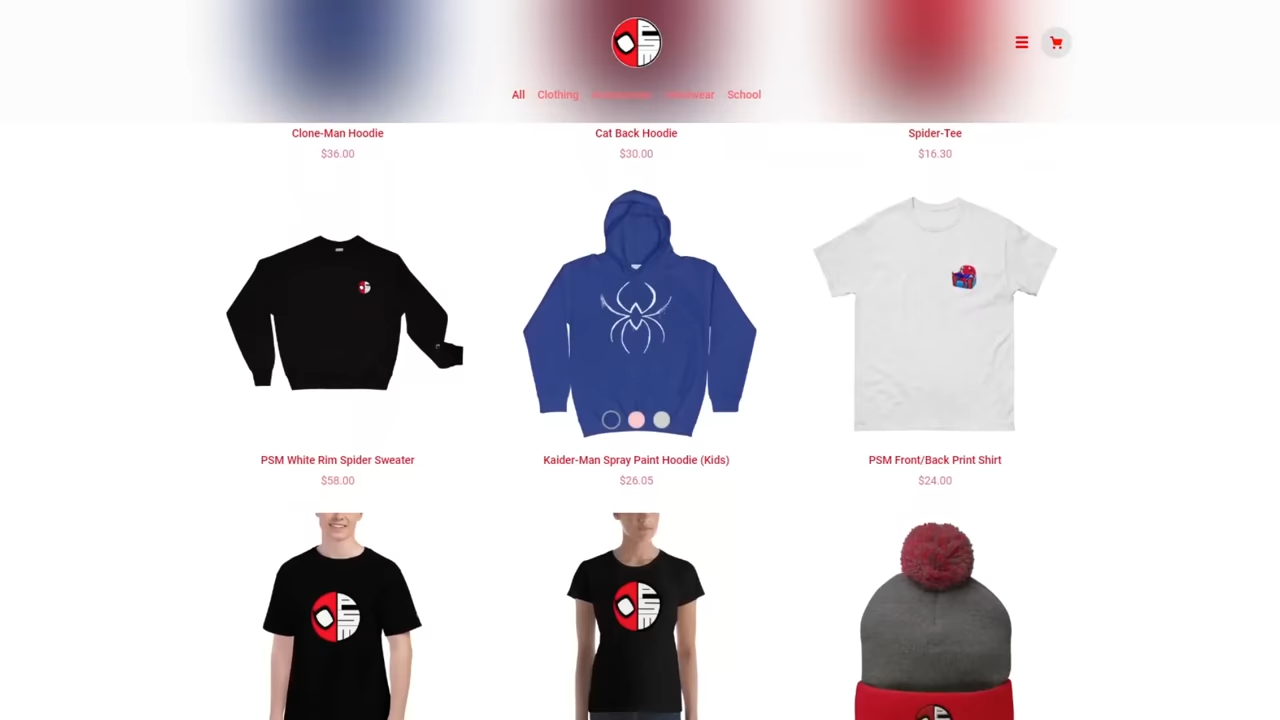 All Clothing School
Clone-Man Hoodie
Cat Back Hoodie
Spider-Tee
$36.00
$30.00
$16.30
PSM White Rim Spider Sweater
Kaider-Man Spray Paint Hoodie (Kids)
PSM Front/Back Print Shirt
$58.00
$26.05
$24.00